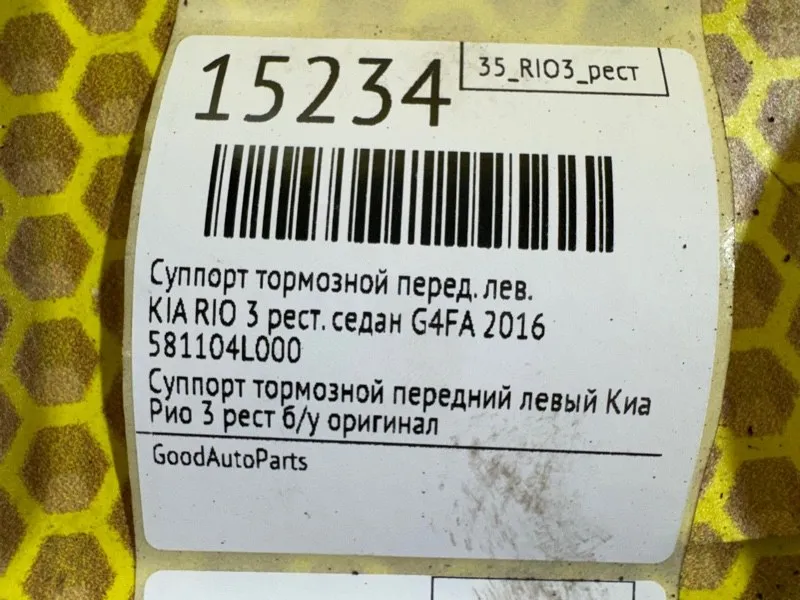 15234
35_RIO3_рест
Суппорт тормозной перед. лев.
KIA RIO 3 рест. седан G4FA 2016
581104L000
Суппорт тормозной передний левый Киа
Рио 3 рест б/у оригинал
GoodAutoParts